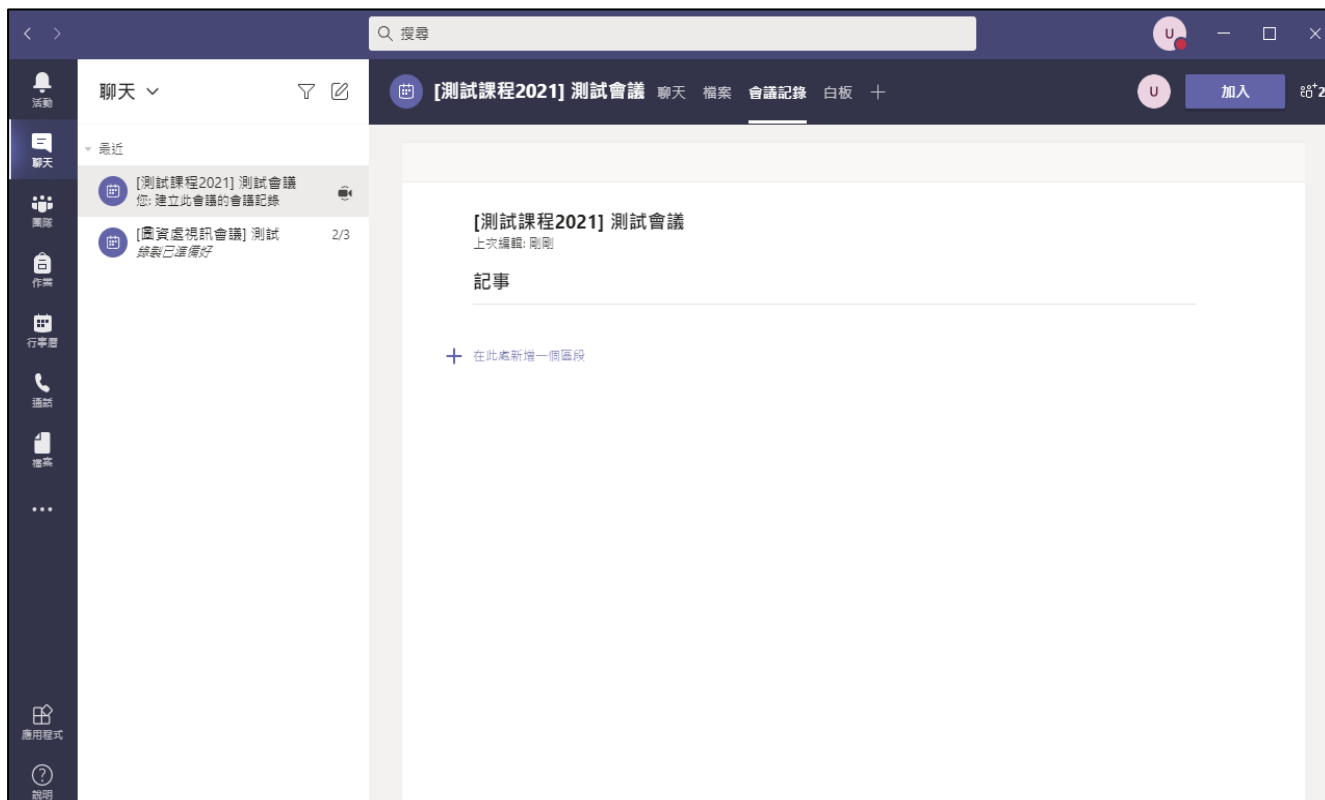 搜尋
U
活動
聊天
團隊
作業
行事曆
通話
檔案
應用程式
說明
聊天
最近
[測試課程2021] 測試會議
您: 建立此會議的會議記錄
[圖資處視訊會議] 測試 2/3
錄製已準備好
[測試課程2021] 測試會議 聊天 檔案 會議記錄 白板 U 加入 2
[測試課程2021] 測試會議
上次編輯: 剛剛
記事
在此處新增一個區段